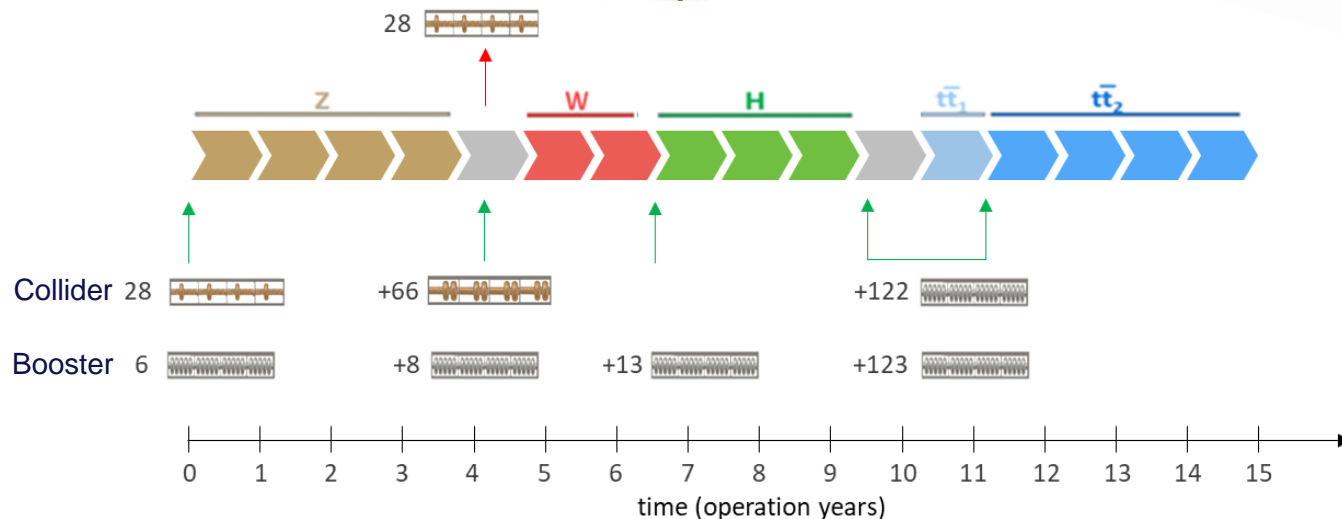 28
Z W H tt̅₁ tt̅₂
Collider 28 +66 +122
Booster 6 +8 +13 +123
0 1 2 3 4 5 6 7 8 9 10 11 12 13 14 15
time (operation years)